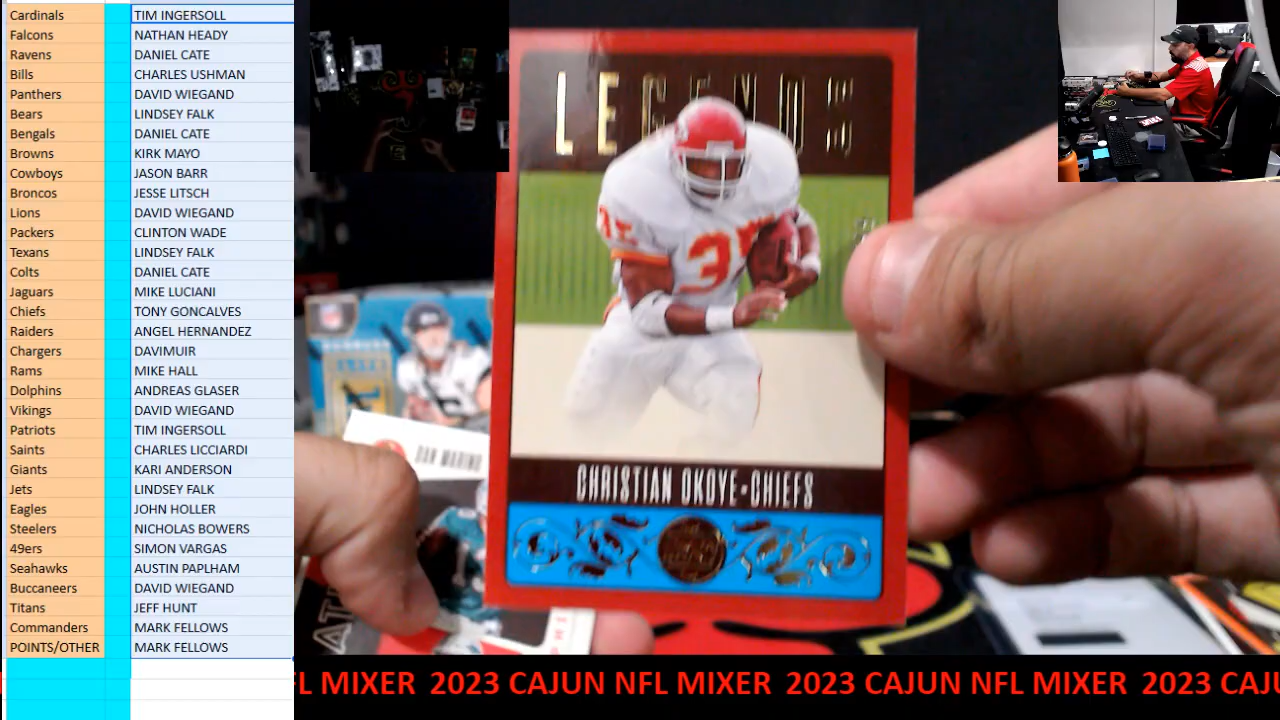 Cardinals TIM INGERSOLL
Falcons NATHAN HEADY
Ravens DANIEL CATE
Bills CHARLES USHMAN
Panthers DAVID WIEGAND
Bears LINDSEY FALK
Bengals DANIEL CATE
Browns KIRK MAYO
Cowboys JASON BARR
Broncos JESSE LITSCH
Lions DAVID WIEGAND
Packers CLINTON WADE
Texans LINDSEY FALK
Colts DANIEL CATE
Jaguars MIKE LUCIANI
Chiefs TONY GONCALVES
Raiders ANGEL HERNANDEZ
Chargers DAVIMUIR
Rams MIKE HALL
Dolphins ANDREAS GLASER
Vikings DAVID WIEGAND
Patriots TIM INGERSOLL
Saints CHARLES LICCIARDI
Giants KARI ANDERSON
Jets LINDSEY FALK
Eagles JOHN HOLLER
Steelers NICHOLAS BOWERS
49ers SIMON VARGAS
Seahawks AUSTIN PAPLHAM
Buccaneers DAVID WIEGAND
Titans JEFF HUNT
Commanders MARK FELLOWS
POINTS/OTHER MARK FELLOWS
LEGENDS
35
CHRISTIAN OKOYE•CHIEFS
DAN MARINO
FL MIXER 2023 CAJUN NFL MIXER 2023 CAJUN NFL MIXER 2023 CAJU